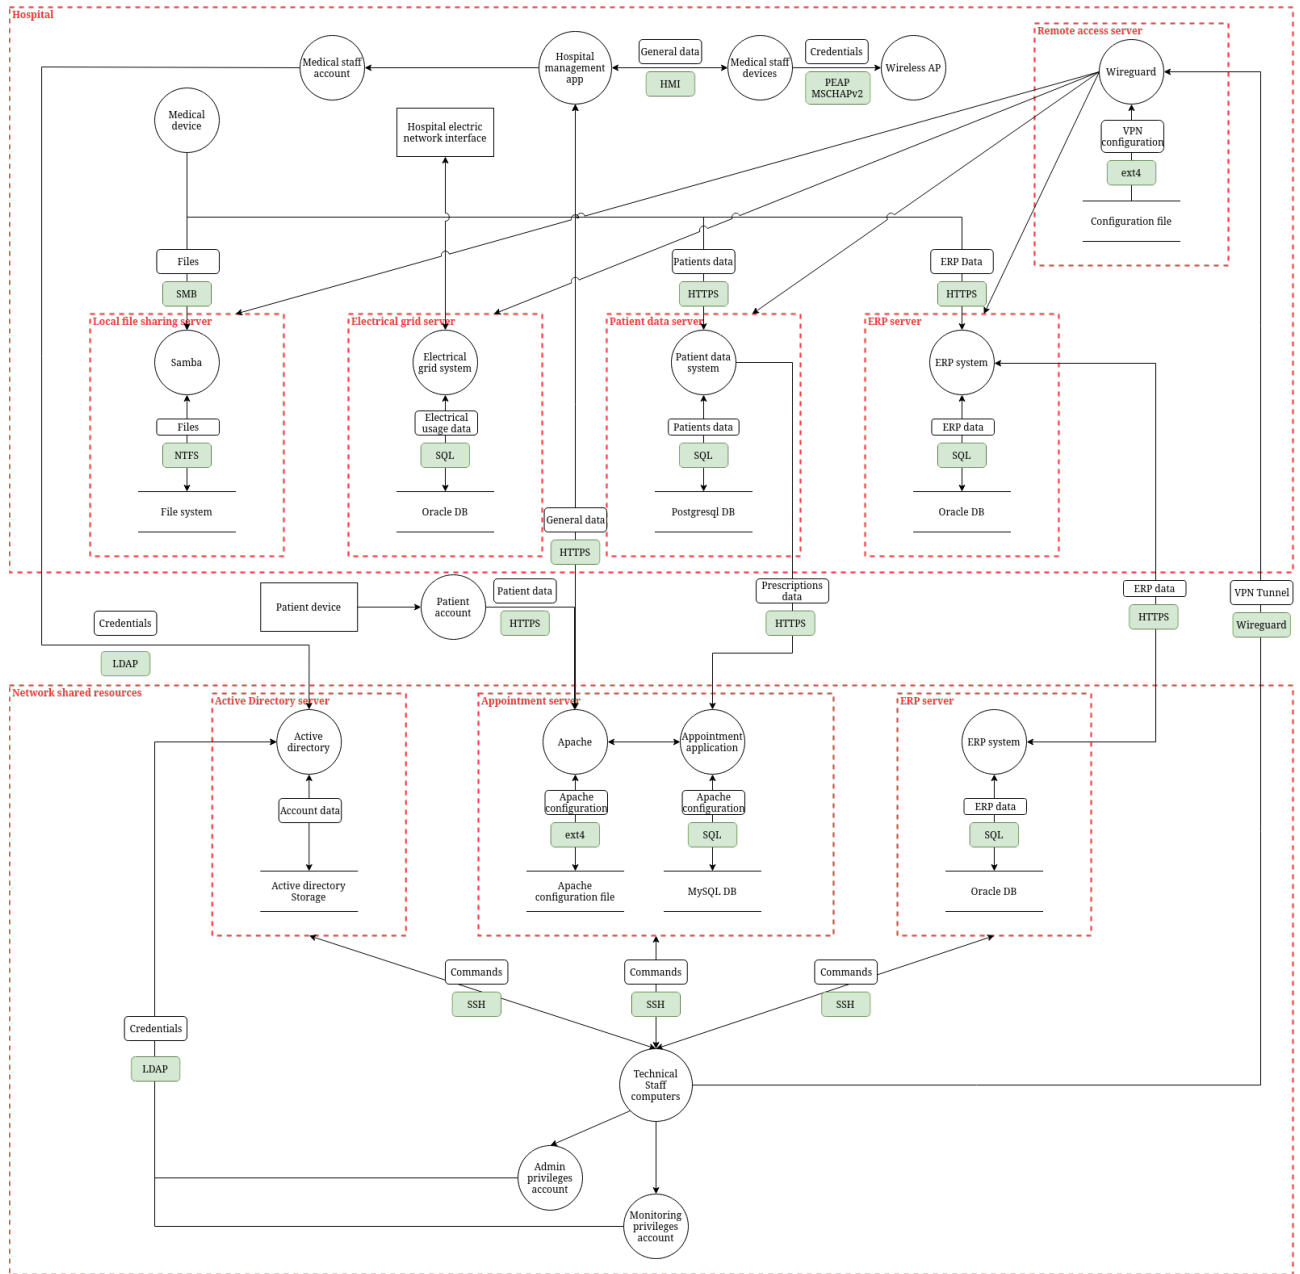 Hospital
Remote access server
Medical staff
account
Hospital
management
app
General data
HMI
Medical staff
devices
Credentials
PEAP
MSCHAPv2
Wireless AP
Wireguard
Medical
device
Hospital electric
network interface
VPN
configuration
ext4
Configuration file
Files
SMB
Patients data
HTTPS
ERP Data
HTTPS
Local file sharing server
Electrical grid server
Patient data server
ERP server
Samba
Electrical
grid system
Patient data
system
ERP system
Files
NTFS
Electrical
usage data
SQL
Patients data
SQL
ERP data
SQL
File system
Oracle DB
Postgresql DB
Oracle DB
General data
HTTPS
Patient device
Patient
account
Patient data
HTTPS
Prescriptions
data
HTTPS
ERP data
HTTPS
VPN Tunnel
Wireguard
Credentials
LDAP
Network shared resources
Active Directory server
Appointment server
ERP server
Active
directory
Apache
Appointment
application
ERP system
Account data
Apache
configuration
ext4
Apache
configuration
SQL
ERP data
SQL
Active directory
Storage
Apache
configuration file
MySQL DB
Oracle DB
Commands
SSH
Commands
SSH
Commands
SSH
Credentials
LDAP
Technical
Staff
computers
Admin
privileges
account
Monitoring
privileges
account